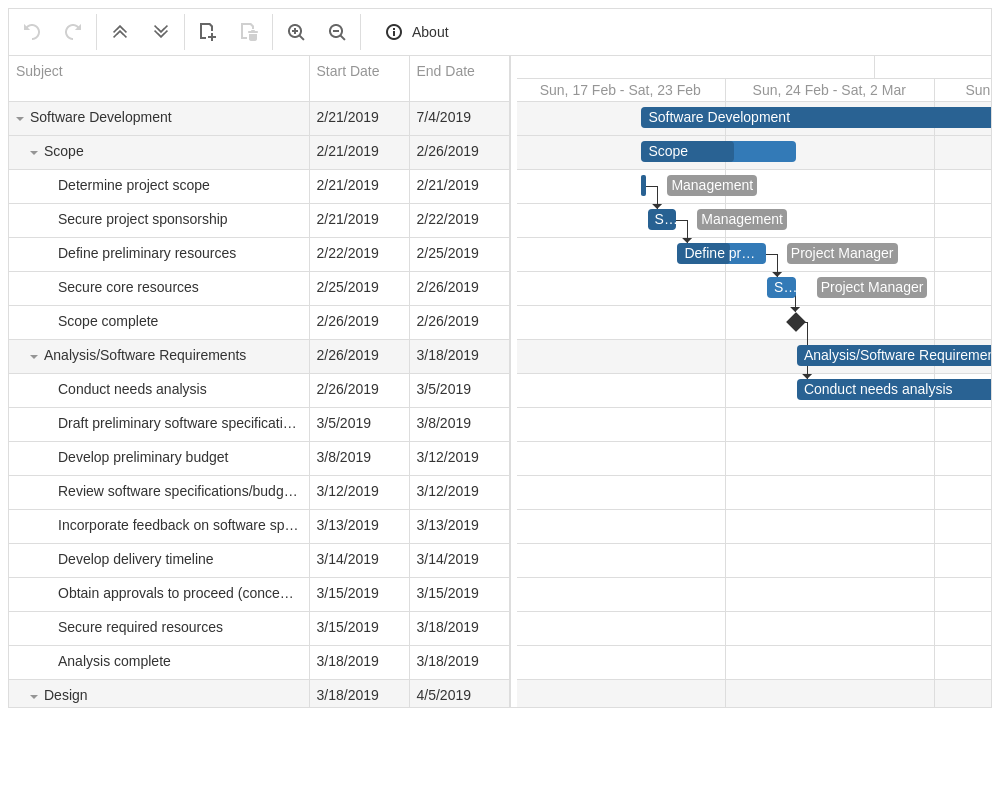 About
Subject Start Date End Date
Sun, 17 Feb - Sat, 23 Feb Sun, 24 Feb - Sat, 2 Mar Sun
Software Development 2/21/2019 7/4/2019 Software Development
Scope 2/21/2019 2/26/2019 Scope
Determine project scope 2/21/2019 2/21/2019 Management
Secure project sponsorship 2/21/2019 2/22/2019 S... Management
Define preliminary resources 2/22/2019 2/25/2019 Define pr... Project Manager
Secure core resources 2/25/2019 2/26/2019 S... Project Manager
Scope complete 2/26/2019 2/26/2019
Analysis/Software Requirements 2/26/2019 3/18/2019 Analysis/Software Requiremen
Conduct needs analysis 2/26/2019 3/5/2019 Conduct needs analysis
Draft preliminary software specificati... 3/5/2019 3/8/2019
Develop preliminary budget 3/8/2019 3/12/2019
Review software specifications/budg... 3/12/2019 3/12/2019
Incorporate feedback on software sp... 3/13/2019 3/13/2019
Develop delivery timeline 3/14/2019 3/14/2019
Obtain approvals to proceed (conce... 3/15/2019 3/15/2019
Secure required resources 3/15/2019 3/18/2019
Analysis complete 3/18/2019 3/18/2019
Design 3/18/2019 4/5/2019